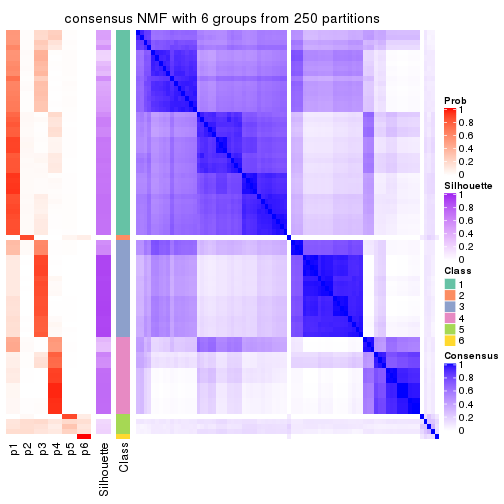 consensus NMF with 6 groups from 250 partitions
Prob
1
0.8
0.6
0.4
0.2
0
Silhouette
1
0.8
0.6
0.4
0.2
0
Class
1
2
3
4
5
6
Consensus
1
0.8
0.6
0.4
0.2
0
p1
p2
p3
p4
p5
p6
Silhouette
Class